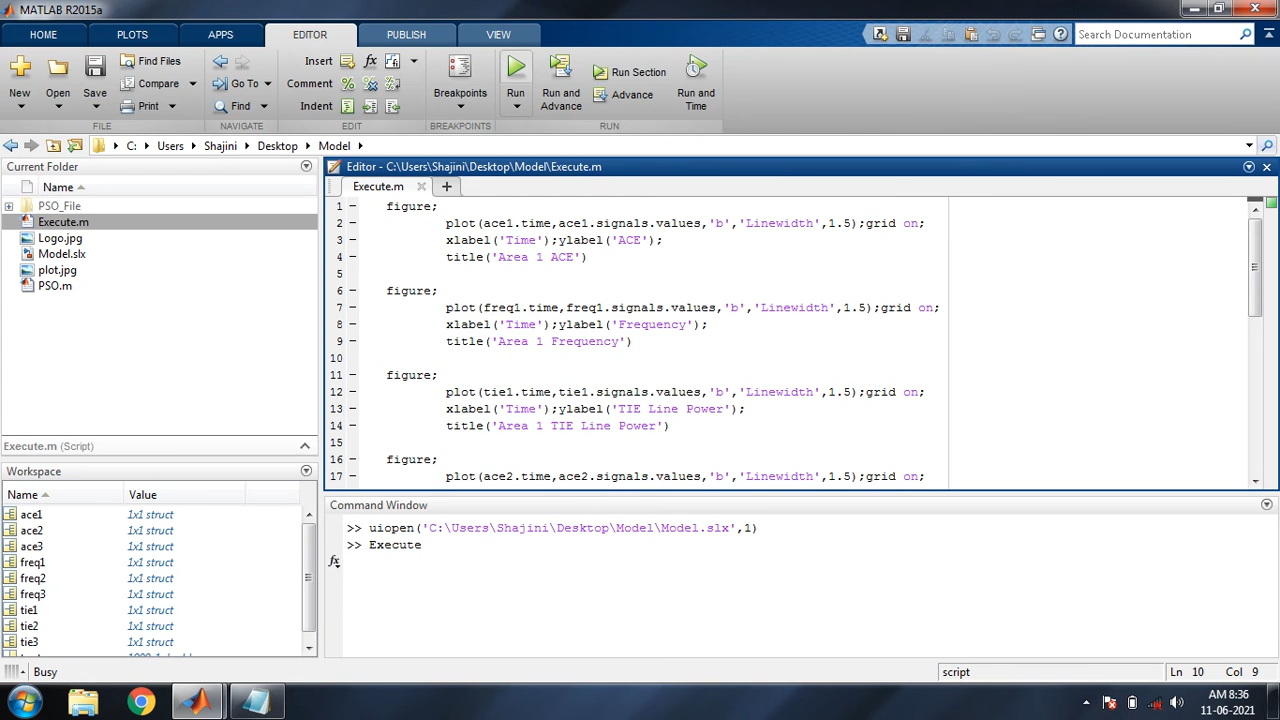 MATLAB R2015a
HOME PLOTS APPS EDITOR PUBLISH VIEW Search Documentation
New Open Save Find Files Compare Print
Go To Find
Insert fx Comment Indent
Breakpoints Run Run and Advance Run Section Advance Run and Time
FILE NAVIGATE EDIT BREAKPOINTS RUN
C: Users Shajini Desktop Model
Current Folder
Name
PSO_File
Execute.m
Logo.jpg
Model.slx
plot.jpg
PSO.m
Execute.m (Script)
Workspace
Name Value
ace1 1x1 struct
ace2 1x1 struct
ace3 1x1 struct
freq1 1x1 struct
freq2 1x1 struct
freq3 1x1 struct
tie1 1x1 struct
tie2 1x1 struct
tie3 1x1 struct
Editor - C:\Users\Shajini\Desktop\Model\Execute.m
Execute.m
1 figure;
2 plot(ace1.time,ace1.signals.values,'b','Linewidth',1.5);grid on;
3 xlabel('Time');ylabel('ACE');
4 title('Area 1 ACE')
5
6 figure;
7 plot(freq1.time,freq1.signals.values,'b','Linewidth',1.5);grid on;
8 xlabel('Time');ylabel('Frequency');
9 title('Area 1 Frequency')
10
11 figure;
12 plot(tie1.time,tie1.signals.values,'b','Linewidth',1.5);grid on;
13 xlabel('Time');ylabel('TIE Line Power');
14 title('Area 1 TIE Line Power')
15
16 figure;
17 plot(ace2.time,ace2.signals.values,'b','Linewidth',1.5);grid on;
Command Window
>> uiopen('C:\Users\Shajini\Desktop\Model\Model.slx',1)
>> Execute
fx
Busy script Ln 10 Col 9
AM 8:36
11-06-2021